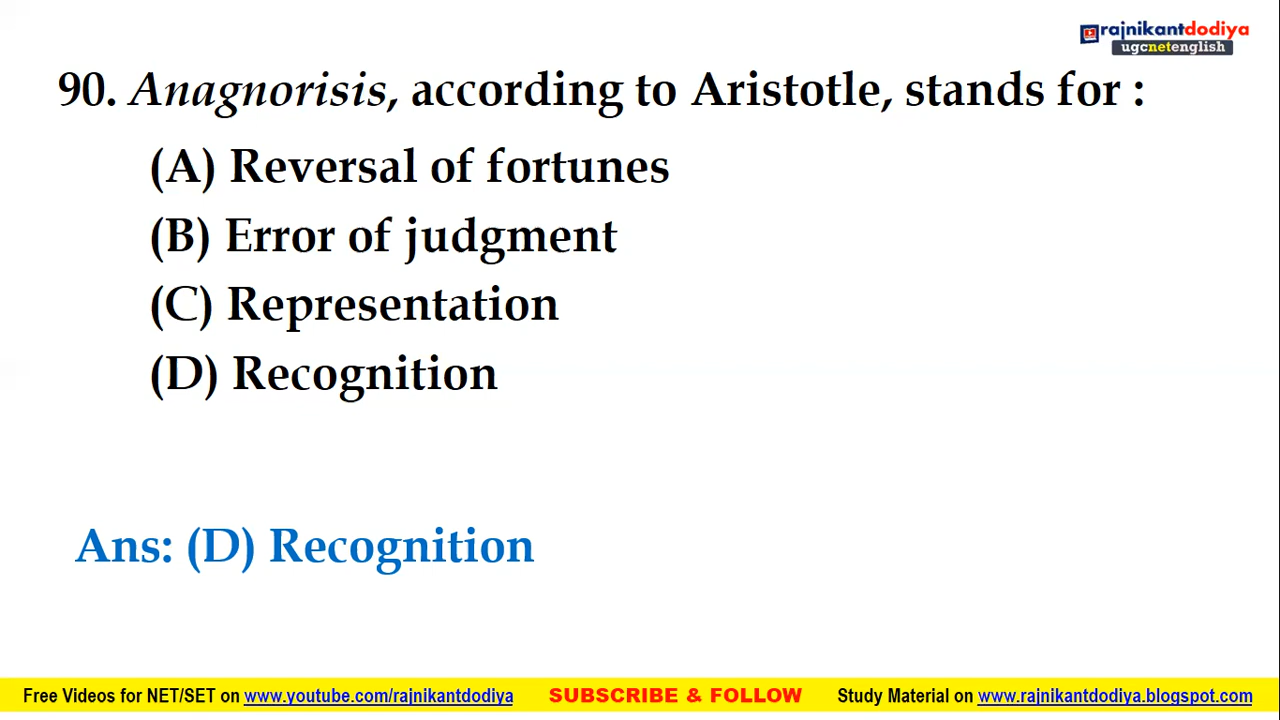 rajnikantdodiya
ugcnetenglish
90. Anagnorisis, according to Aristotle, stands for :
(A) Reversal of fortunes
(B) Error of judgment
(C) Representation
(D) Recognition
Ans: (D) Recognition
Free Videos for NET/SET on www.youtube.com/rajnikantdodiya SUBSCRIBE & FOLLOW Study Material on www.rajnikantdodiya.blogspot.com